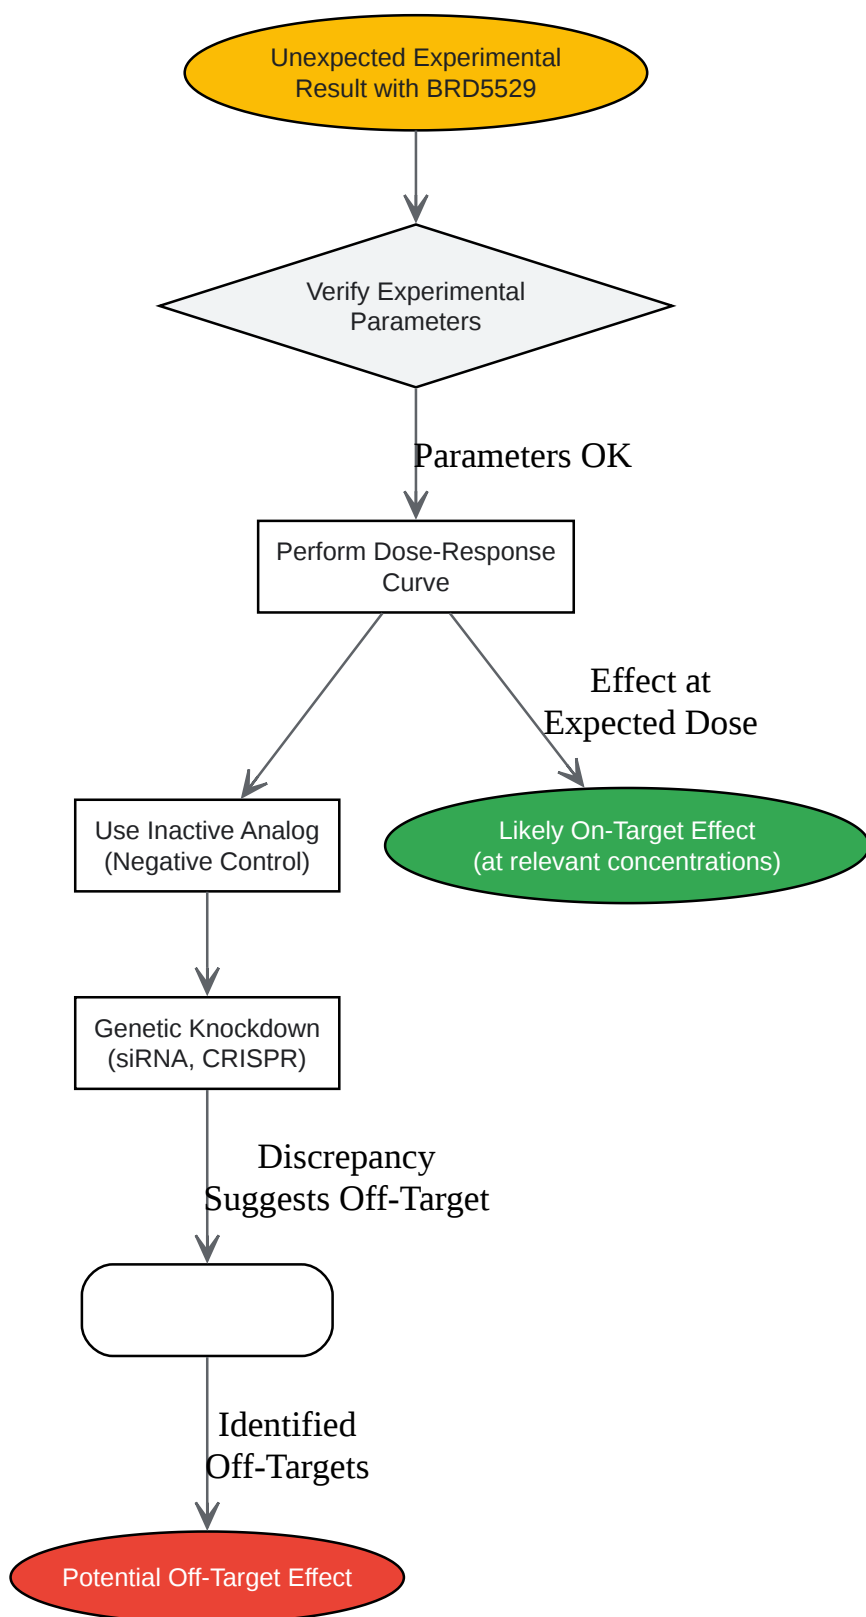 Unexpected Experimental
Result with BRD5529
Verify Experimental
Parameters
Parameters OK
Perform Dose-Response
Curve
Effect at
Expected Dose
Use Inactive Analog
(Negative Control)
Likely On-Target Effect
(at relevant concentrations)
Genetic Knockdown
(siRNA, CRISPR)
Discrepancy
Suggests Off-Target
Identified
Off-Targets
Potential Off-Target Effect